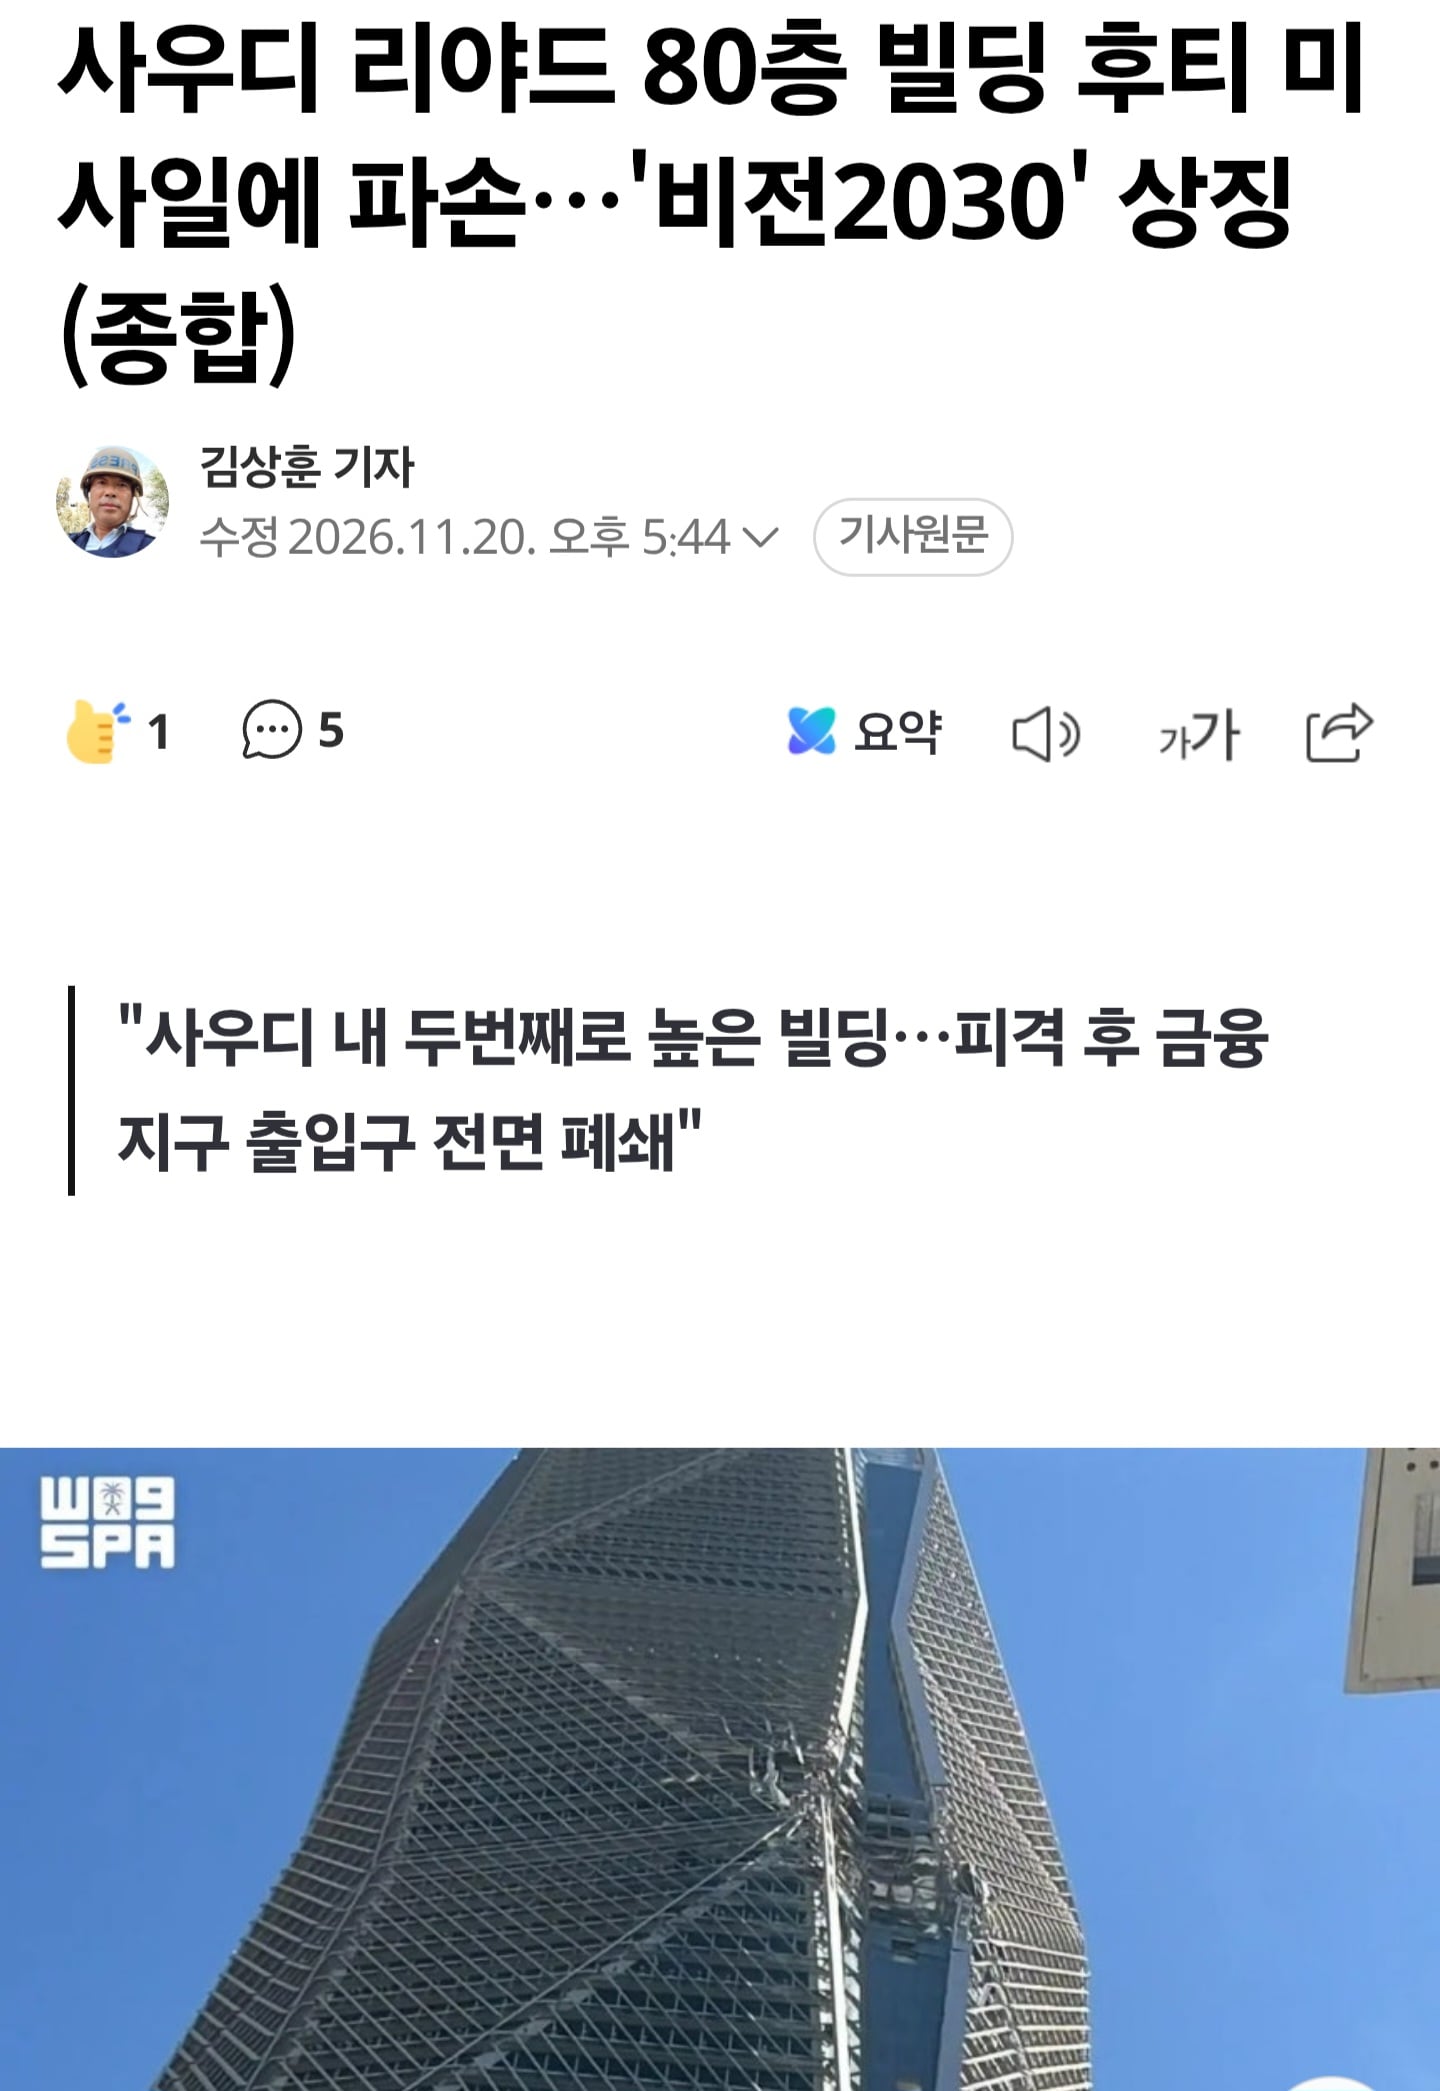 사우디 리야드 80층 빌딩 후티 미
사일에 파손…'비전2030' 상징
(종합)
김상훈 기자
수정 2026.11.20. 오후 5:44
기사원문
1
5
요약
가가
"사우디 내 두번째로 높은 빌딩…피격 후 금융
지구 출입구 전면 폐쇄"
SPA